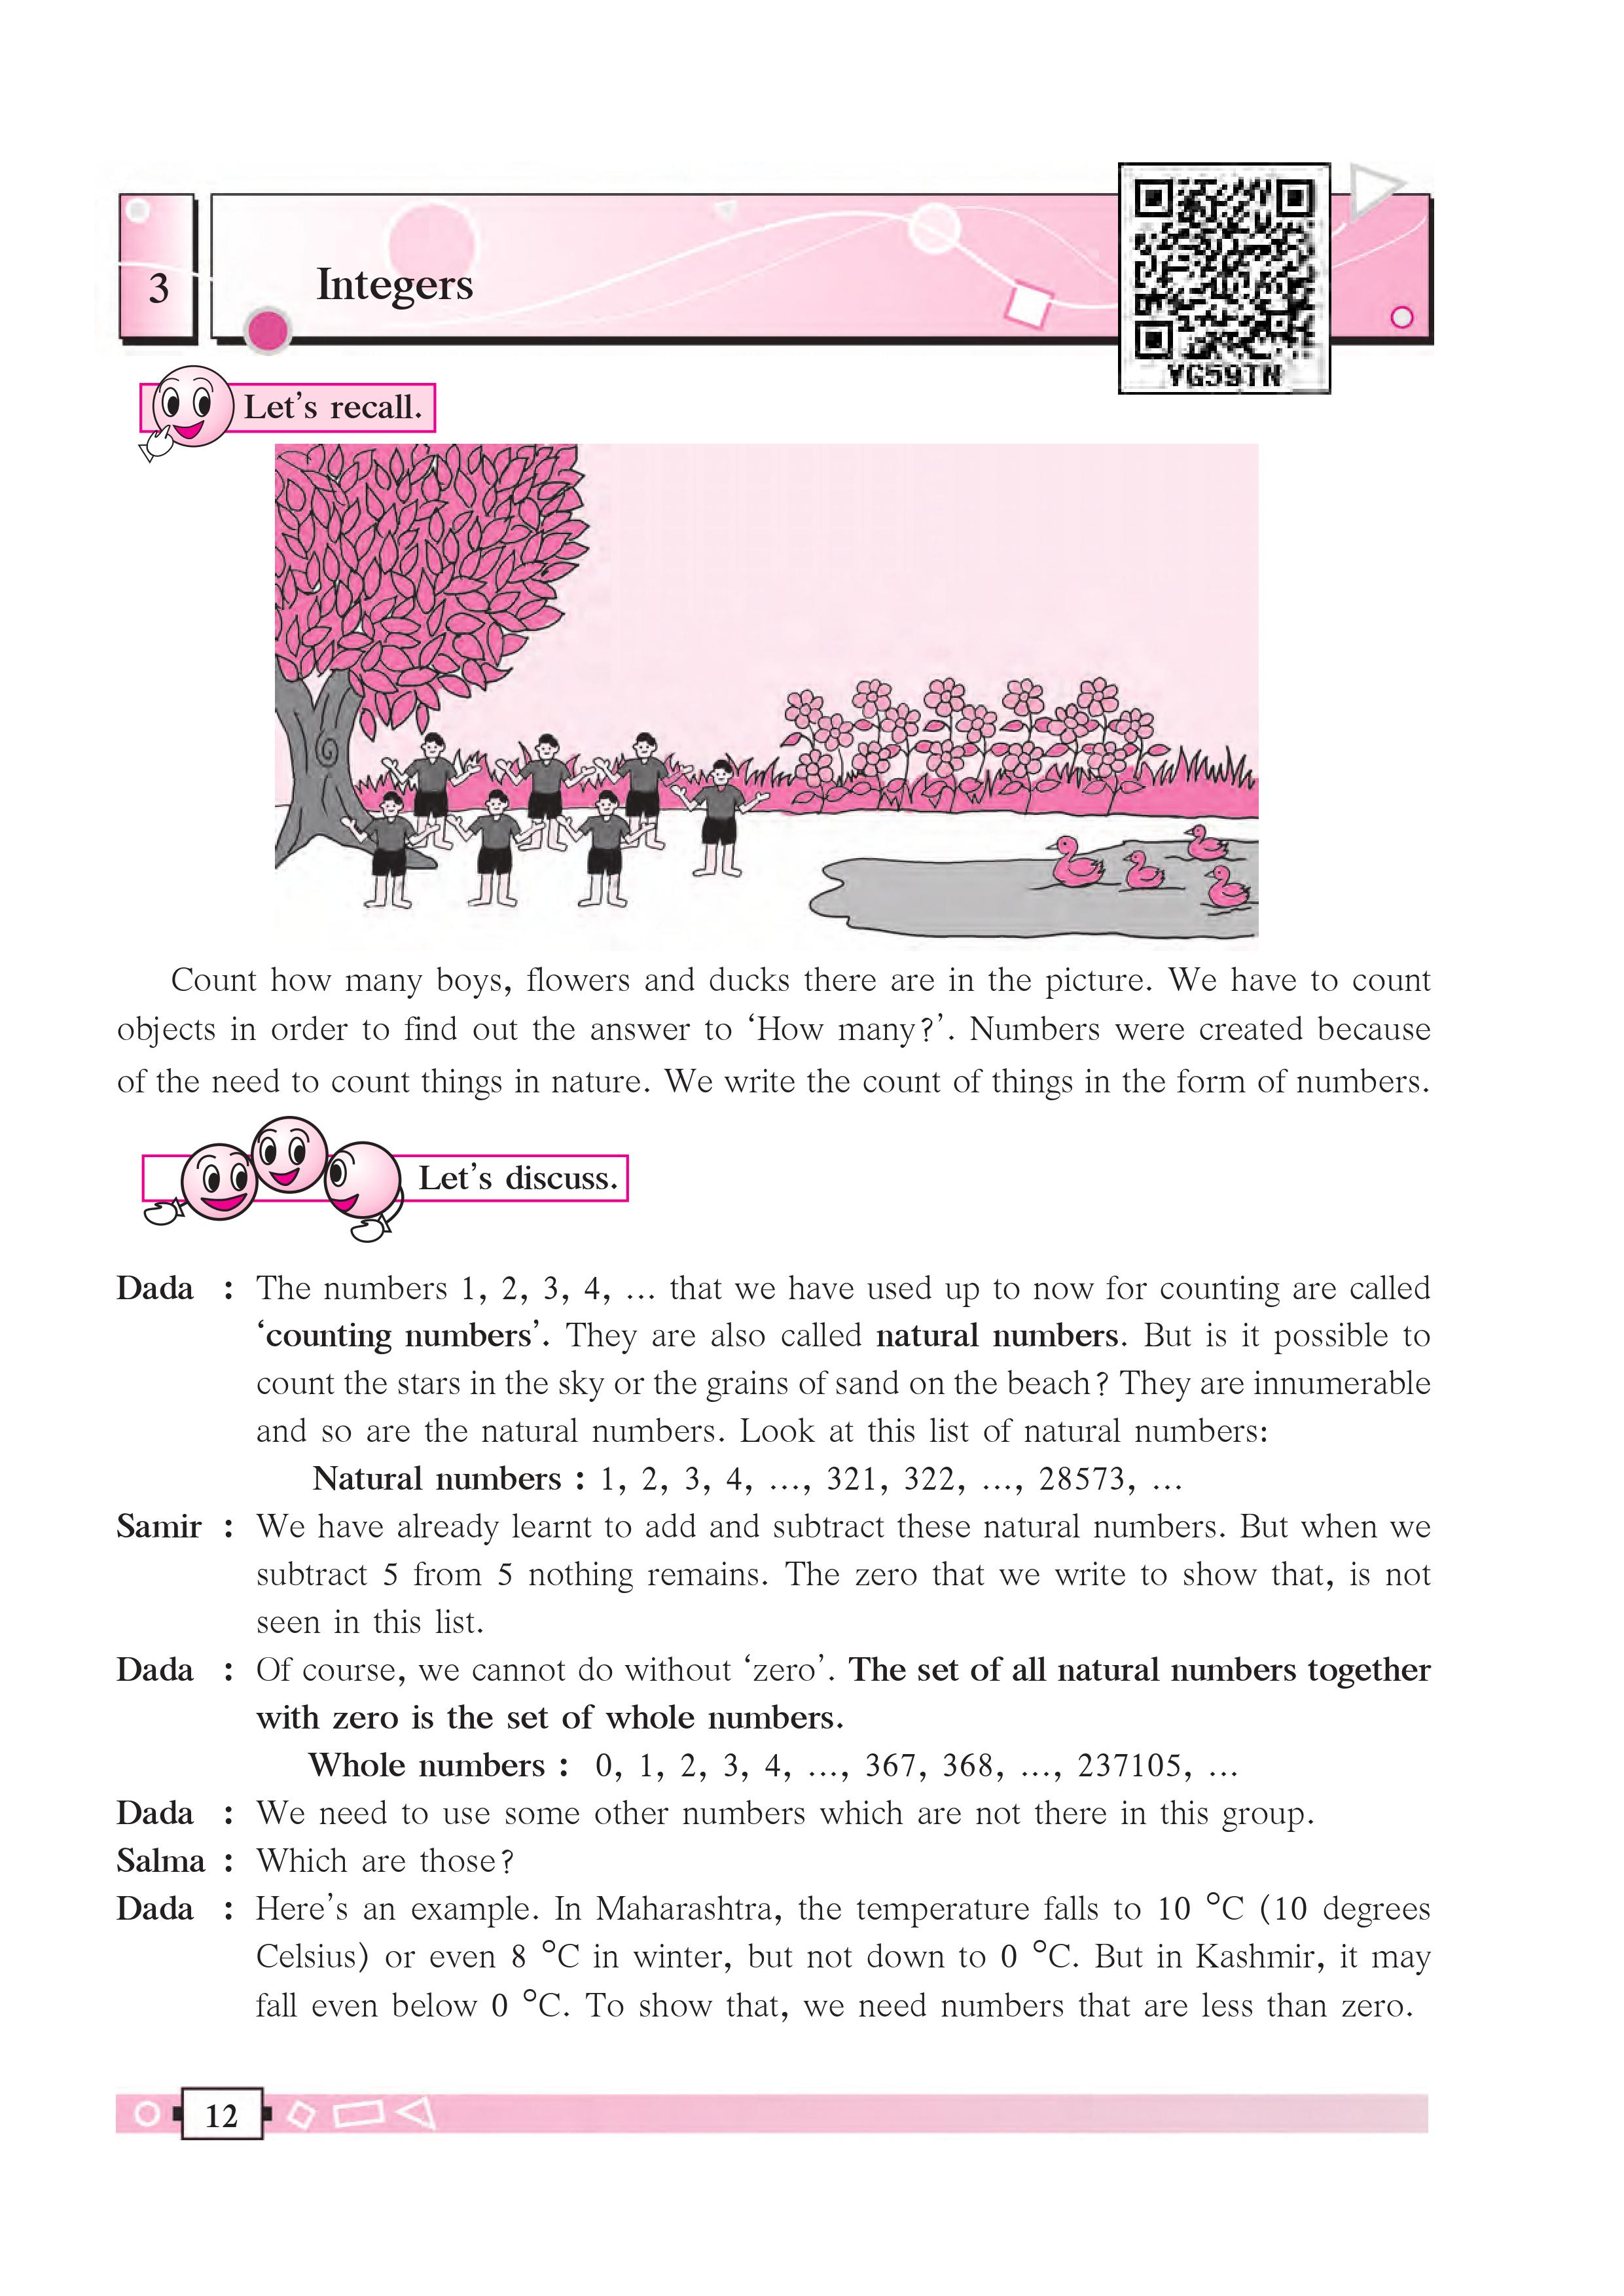 3
Integers
YG59TN
Let's recall.
Count how many boys, flowers and ducks there are in the picture. We have to count
objects in order to find out the answer to ‘How many?’. Numbers were created because
of the need to count things in nature. We write the count of things in the form of numbers.
Let's discuss.
Dada : The numbers 1, 2, 3, 4, ... that we have used up to now for counting are called
‘counting numbers’. They are also called natural numbers. But is it possible to
count the stars in the sky or the grains of sand on the beach? They are innumerable
and so are the natural numbers. Look at this list of natural numbers:
Natural numbers : 1, 2, 3, 4, ..., 321, 322, ..., 28573, ...
Samir : We have already learnt to add and subtract these natural numbers. But when we
subtract 5 from 5 nothing remains. The zero that we write to show that, is not
seen in this list.
Dada : Of course, we cannot do without ‘zero’. The set of all natural numbers together
with zero is the set of whole numbers.
Whole numbers : 0, 1, 2, 3, 4, ..., 367, 368, ..., 237105, ...
Dada : We need to use some other numbers which are not there in this group.
Salma : Which are those?
Dada : Here's an example. In Maharashtra, the temperature falls to 10 °C (10 degrees
Celsius) or even 8 °C in winter, but not down to 0 °C. But in Kashmir, it may
fall even below 0 °C. To show that, we need numbers that are less than zero.
12